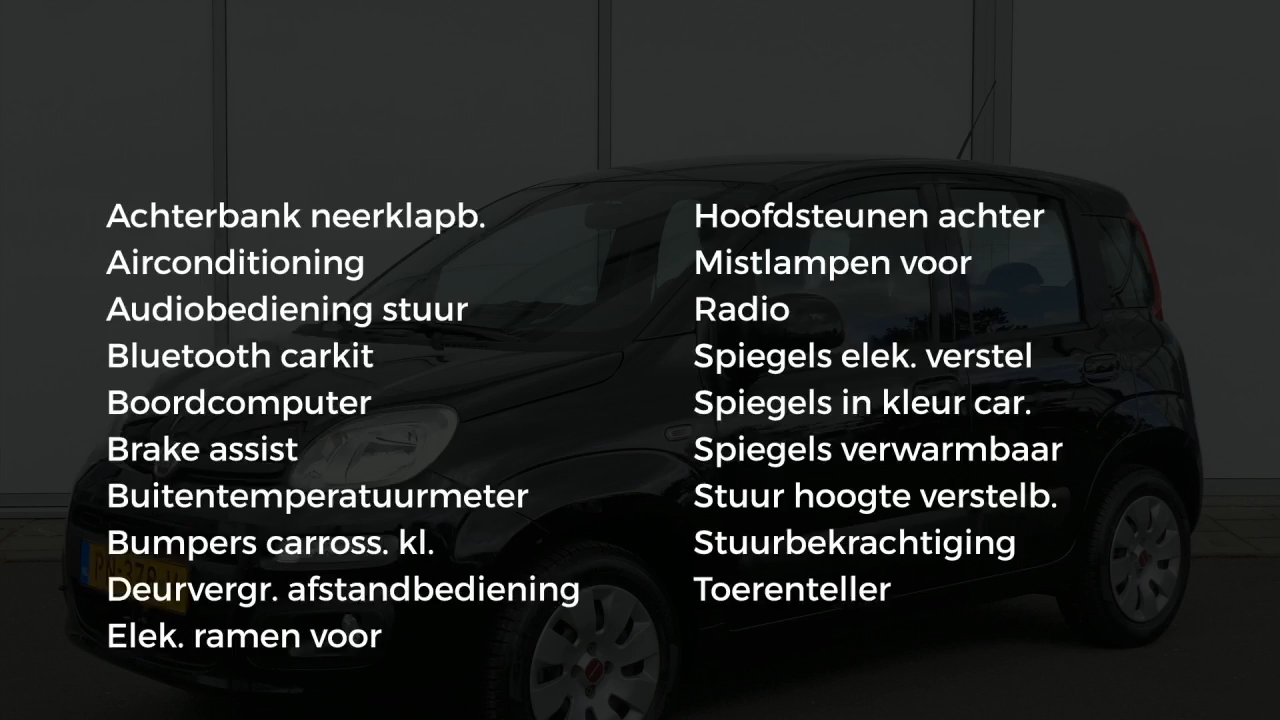 Achterbank neerklapb.
Airconditioning
Audiobediening stuur
Bluetooth carkit
Boordcomputer
Brake assist
Buitentemperatuurmeter
Bumpers carross. kl.
Deurvergr. afstandbediening
Elek. ramen voor
Hoofdsteunen achter
Mistlampen voor
Radio
Spiegels elek. verstel
Spiegels in kleur car.
Spiegels verwarmbaar
Stuur hoogte verstelb.
Stuurbekrachtiging
Toerenteller